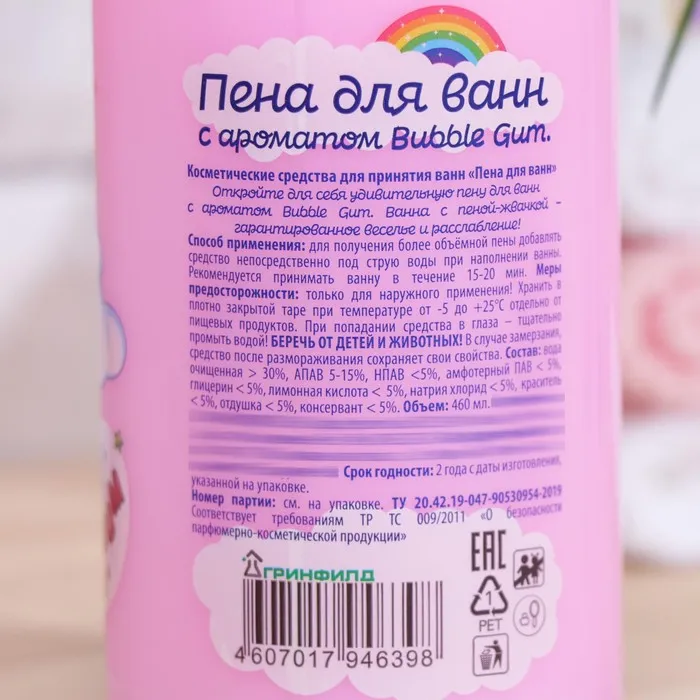 Пена для ванн
с ароматом Bubble Gum.
Косметические средства для принятия ванн «Пена для ванн»
Откройте для себя удивительную пену для ванн
с ароматом Bubble Gum. Ванна с пеной-жвачкой -
гарантированное веселье и расслабление!
Способ применения: для получения более объёмной пены добавлять
средство непосредственно под струю воды при наполнении ванны.
Рекомендуется принимать ванну в течение 15-20 мин. Меры
предосторожности: только для наружного применения! Хранить в
плотно закрытой таре при температуре от -5 до +25°С отдельно от
пищевых продуктов. При попадании средства в глаза – тщательно
промыть водой! БЕРЕЧЬ ОТ ДЕТЕЙ И ЖИВОТНЫХ! В случае замерзания,
средство после размораживания сохраняет свои свойства. Состав: вода
очищенная > 30%, АПАВ 5-15%, НПАВ <5%, амфотерный ПАВ < 5%,
глицерин < 5%, лимонная кислота < 5%, натрия хлорид < 5%, краситель
< 5%, отдушка < 5%, консервант < 5%. Объем: 460 мл.
Срок годности: 2 года с даты изготовления,
указанной на упаковке.
Номер партии: см. на упаковке. ТУ 20.42.19-047-90530954-2019
Соответствует требованиям ТР ТС 009/2011 «О безопасности
парфюмерно-косметической продукции»
ГРИНФИЛД
EAC
1
PET
4 607017 946398